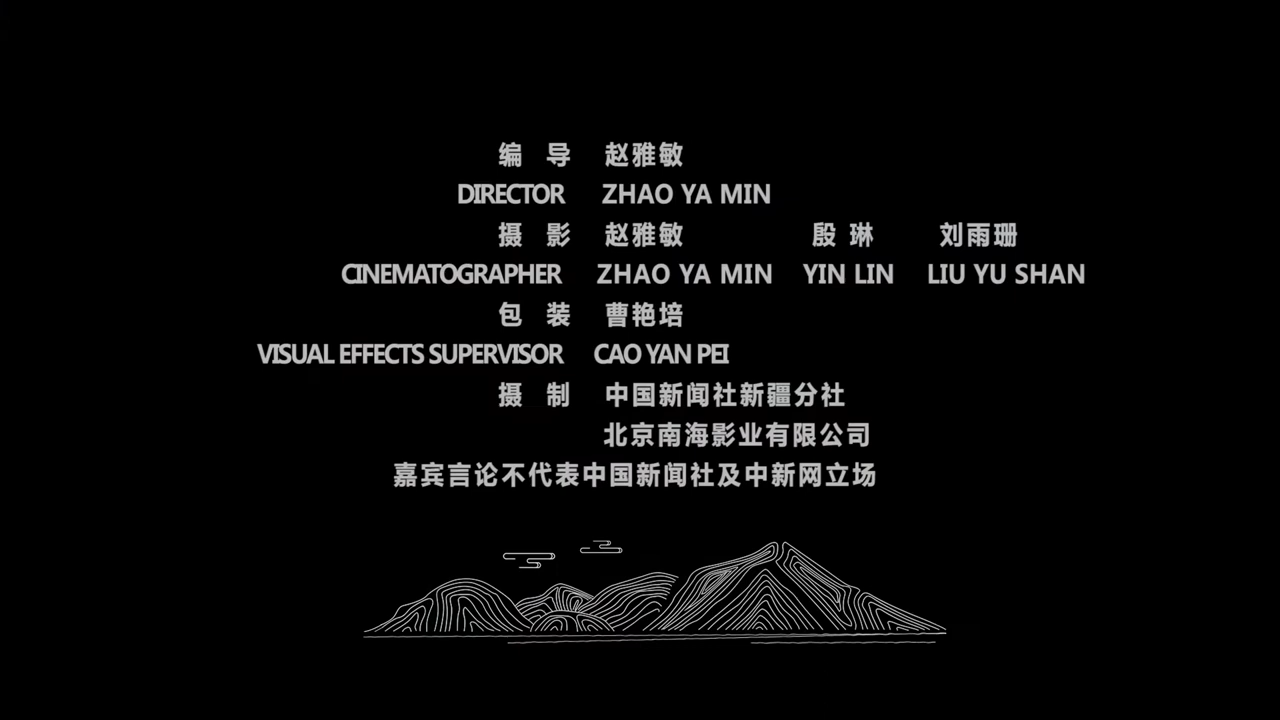 编 导 赵雅敏
DIRECTOR ZHAO YA MIN
摄 影 赵雅敏 殷 琳 刘雨珊
CINEMATOGRAPHER ZHAO YA MIN YIN LIN LIU YU SHAN
包 装 曹艳培
VISUAL EFFECTS SUPERVISOR CAO YAN PEI
摄 制 中国新闻社新疆分社
北京南海影业有限公司
嘉宾言论不代表中国新闻社及中新网立场